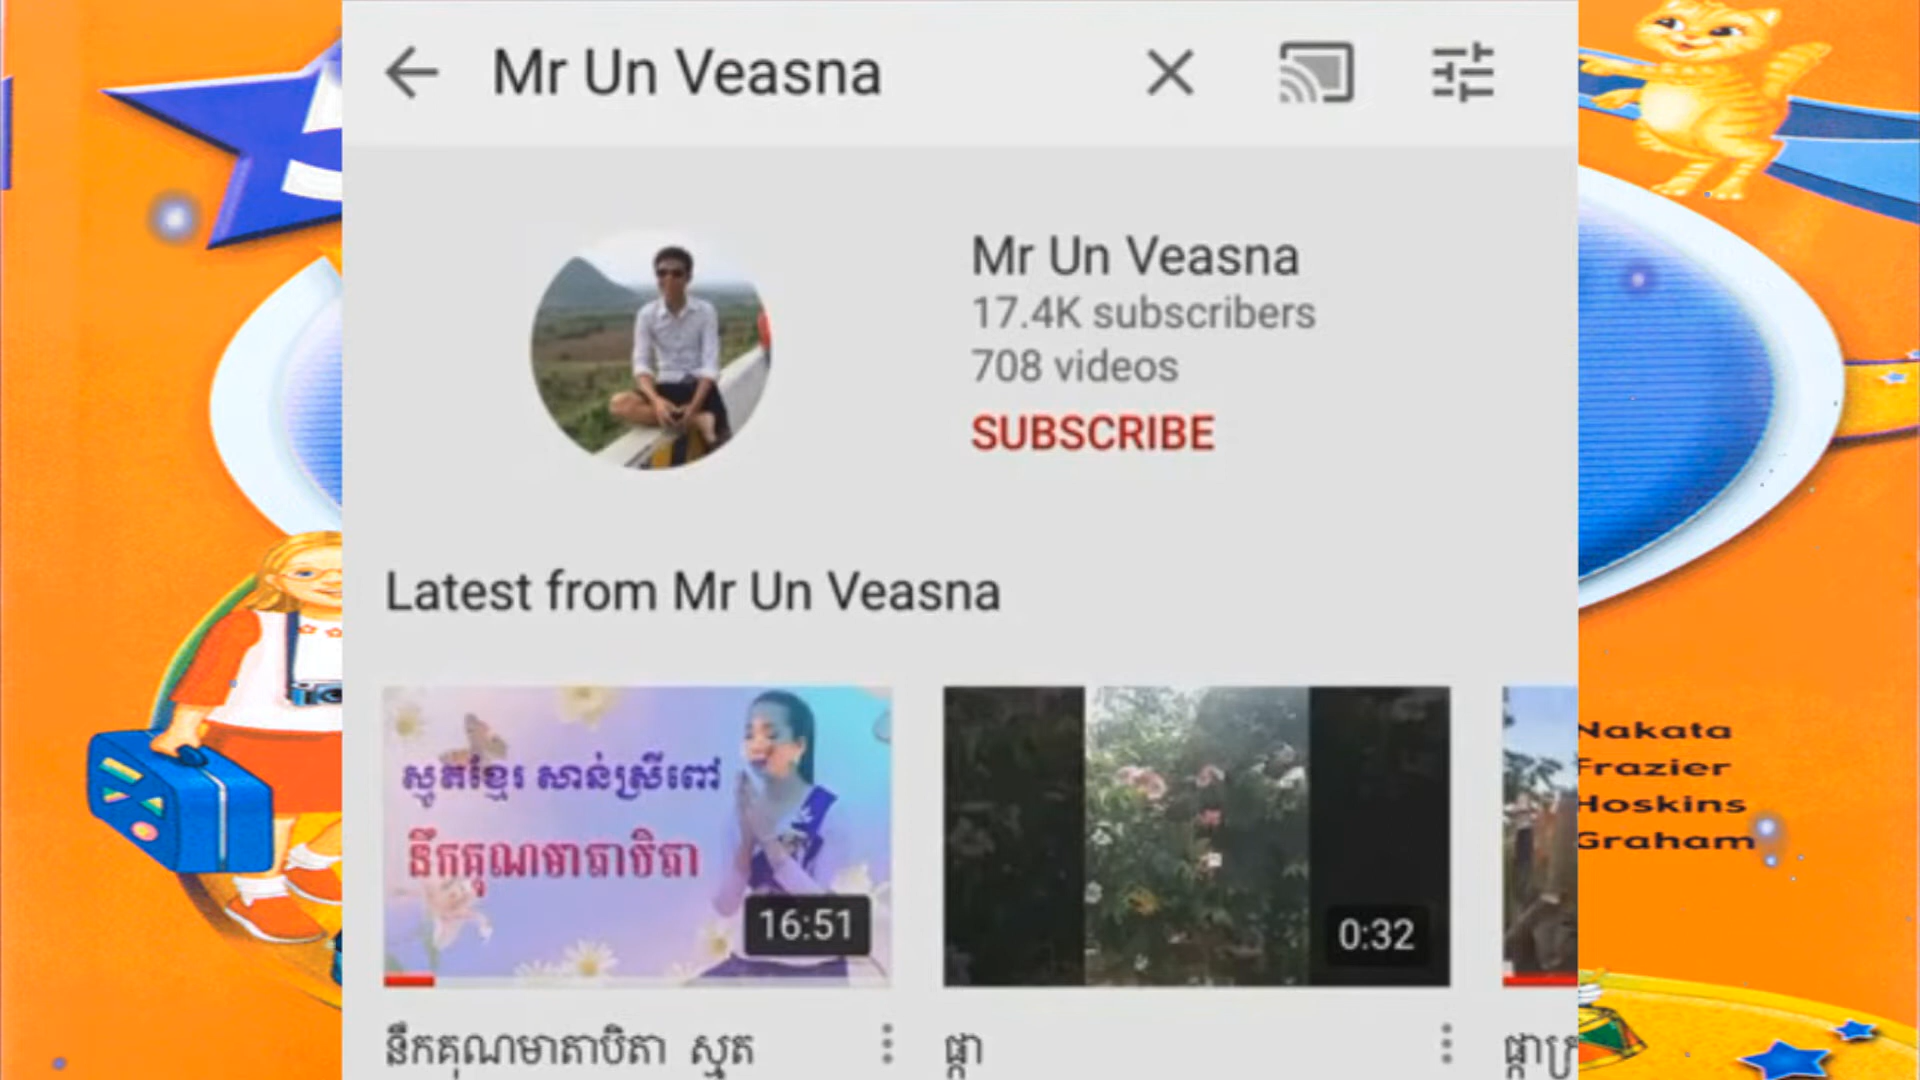 Mr Un Veasna
Mr Un Veasna
17.4K subscribers
708 videos
SUBSCRIBE
Latest from Mr Un Veasna
ស្មូតខ្មែរ សាន់ស្រីពៅ
នឹកគុណមាតាបិតា
16:51
0:32
នឹកគុណមាតាបិតា ស្មូត
ផ្កា
Nakata
Frazier
Hoskins
Graham